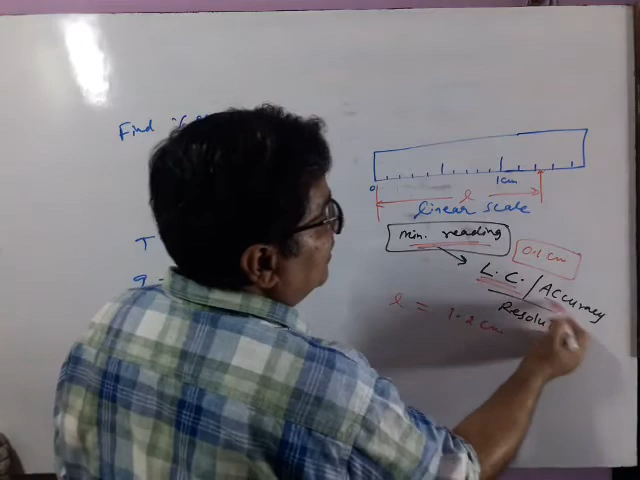 Find
0
1cm
l
linear scale
min. reading
0.1 cm
L.C./Accuracy
Resolu
T
9
l = 1.2 cm